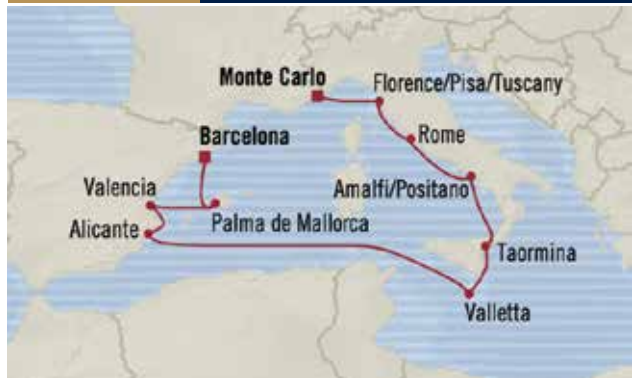 Monte Carlo
Florence/Pisa/Tuscany
Barcelona
Rome
Valencia
Amalfi/Positano
Alicante
Palma de Mallorca
Taormina
Valletta